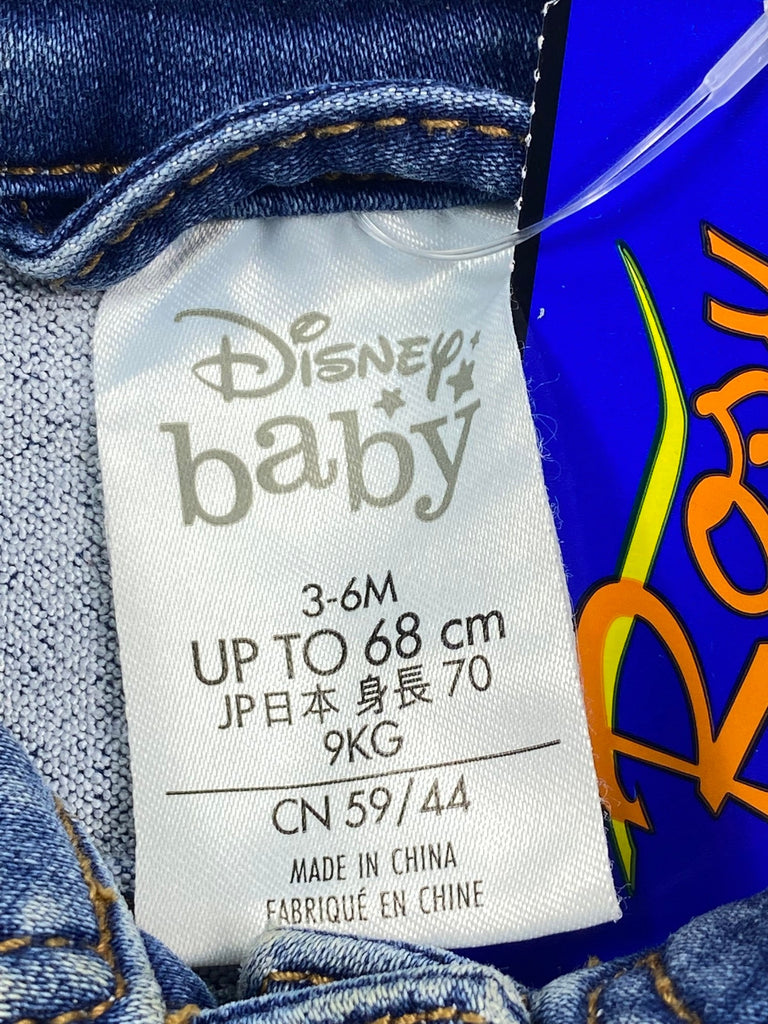 Disney
baby
3-6M
UP TO 68 cm
JP日本 身長 70
9KG
CN 59/44
MADE IN CHINA
FABRIQUÉ EN CHINE